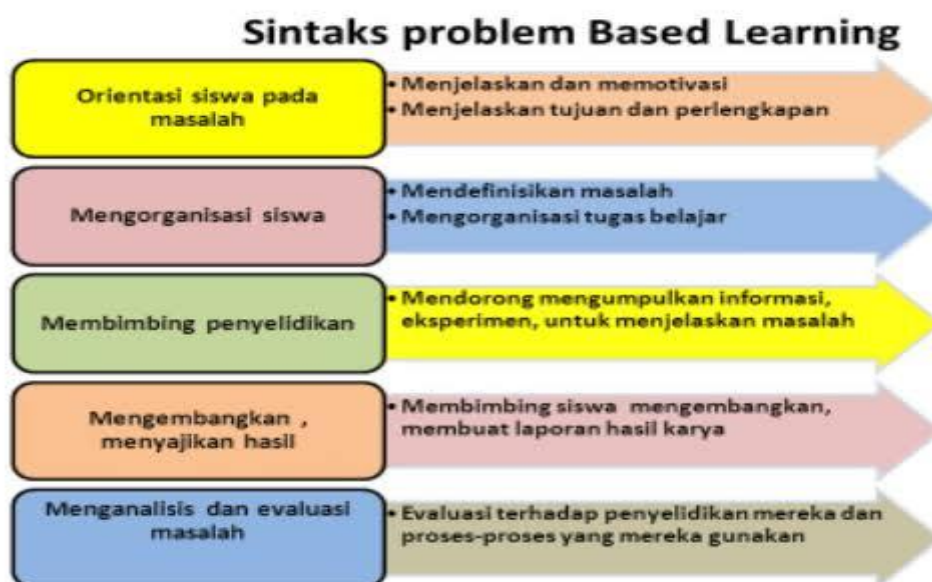 Sintaks problem Based Learning
Orientasi siswa pada
masalah
• Menjelaskan dan memotivasi
• Menjelaskan tujuan dan perlengkapan
Mengorganisasi siswa
• Mendefinisikan masalah
• Mengorganisasi tugas belajar
Membimbing penyelidikan
• Mendorong mengumpulkan informasi,
eksperimen, untuk menjelaskan masalah
Mengembangkan ,
menyajikan hasil
• Membimbing siswa mengembangkan,
membuat laporan hasil karya
Menganalisis dan evaluasi
masalah
• Evaluasi terhadap penyelidikan mereka dan
proses-proses yang mereka gunakan